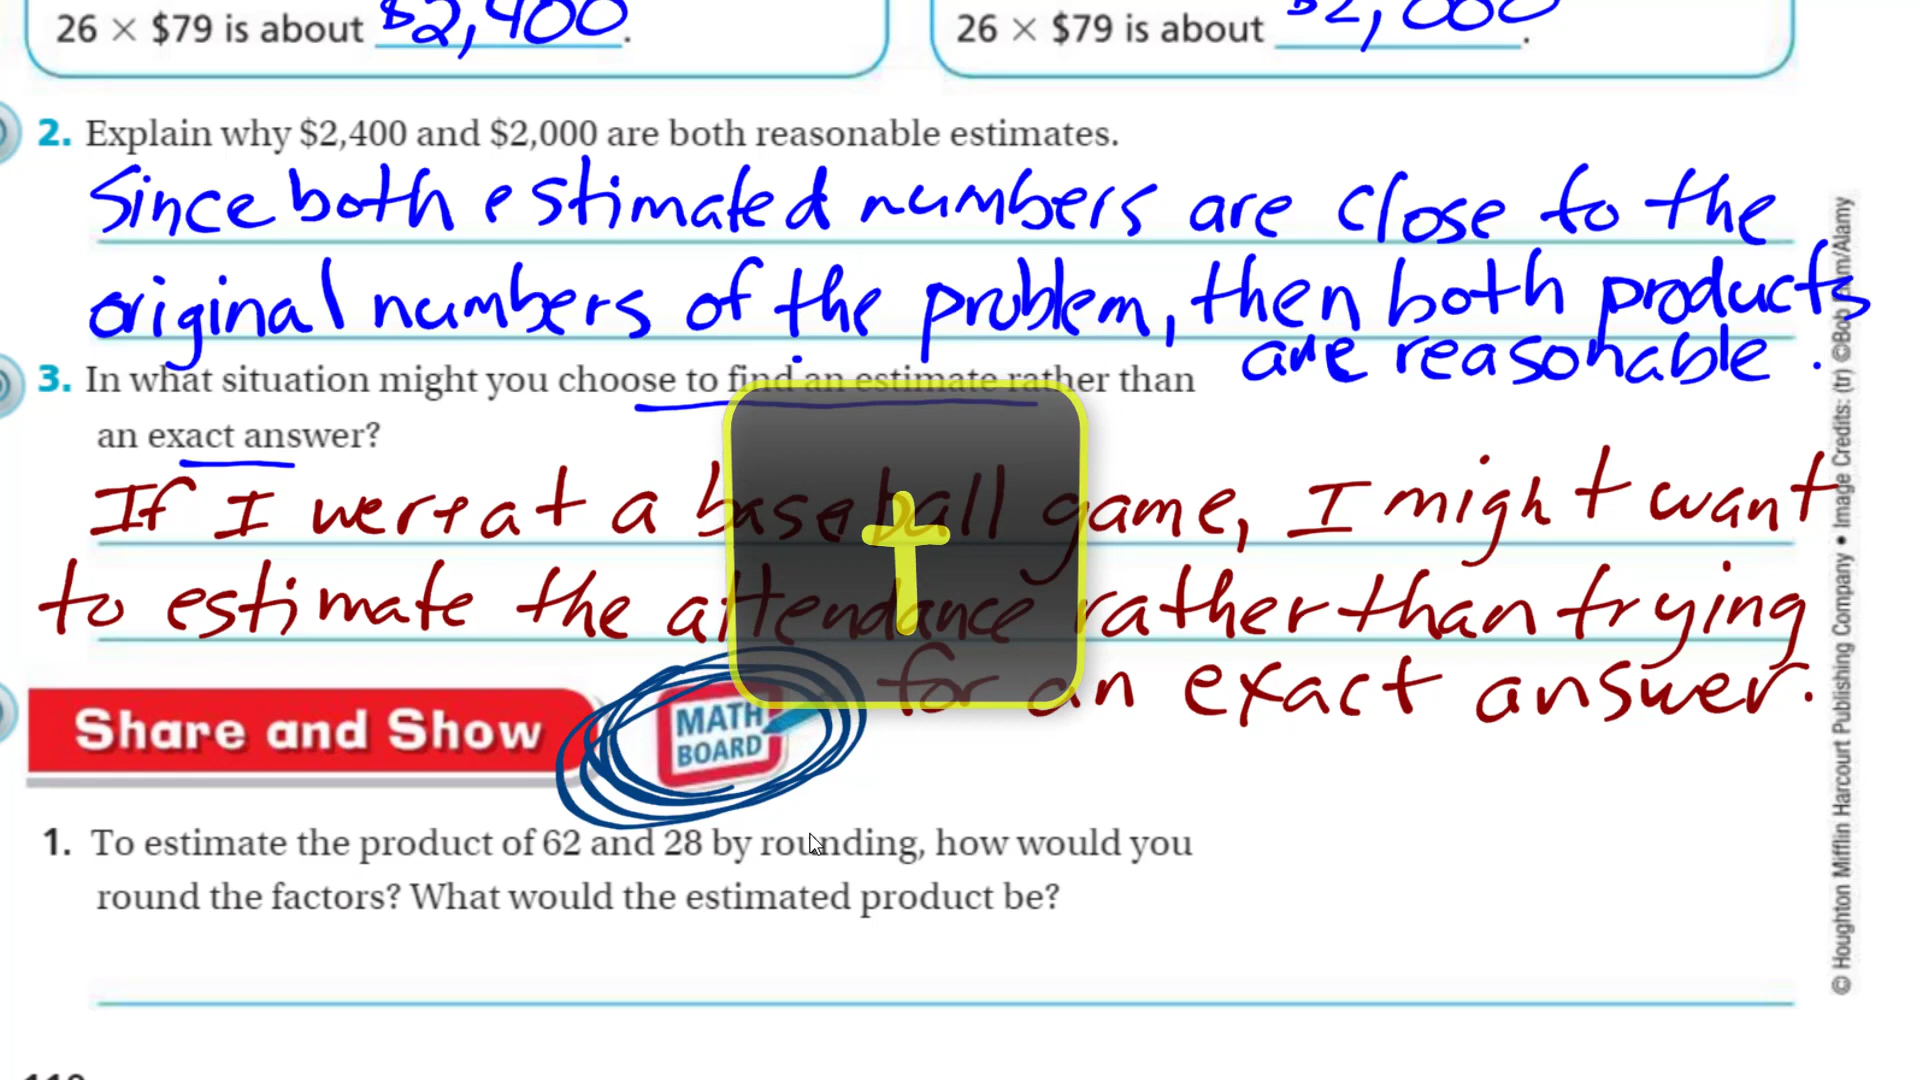 26 × $79 is about $2,400. 26 × $79 is about $2,000.
2. Explain why $2,400 and $2,000 are both reasonable estimates.
Since both estimated numbers are close to the
original numbers of the problem, then both products
are reasonable.
3. In what situation might you choose to find an estimate rather than
an exact answer?
If I were at a baseball game, I might want
to estimate the attendance rather than trying
for an exact answer.
t
Share and Show
MATH
BOARD
1. To estimate the product of 62 and 28 by rounding, how would you
round the factors? What would the estimated product be?
© Houghton Mifflin Harcourt Publishing Company • Image Credits: (tr) ©Bob
m/Alamy